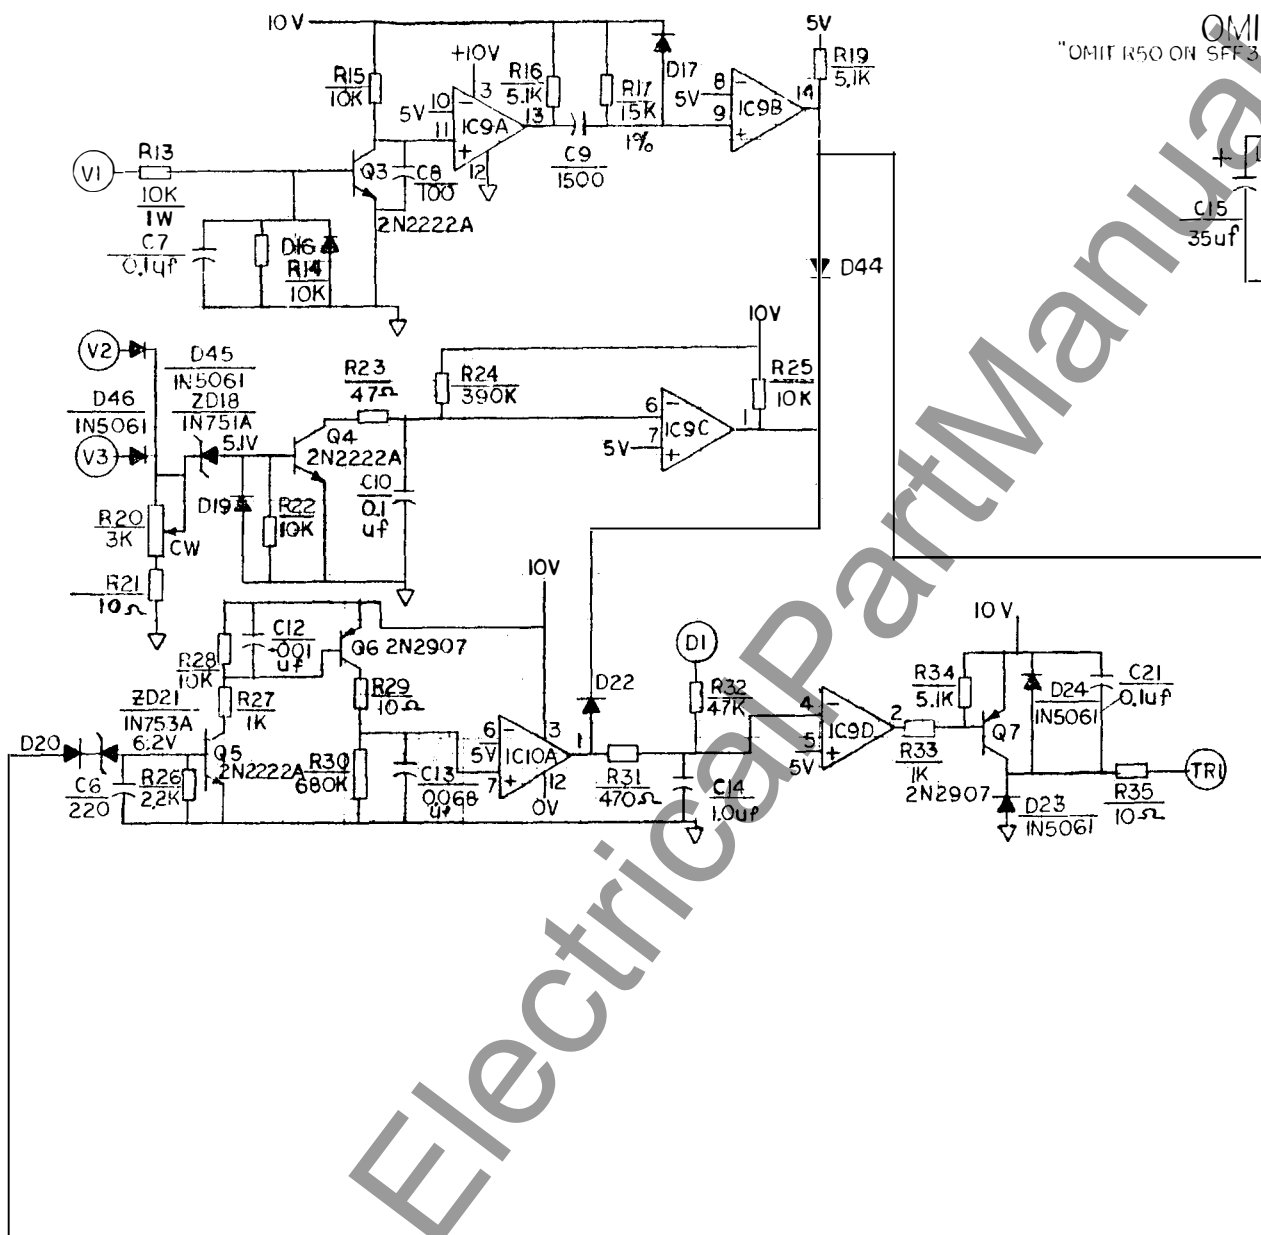 10V
5V
OMI
"OMIT R50 ON SFF3
+10V
R15
10K
R16
5.1K
R17
15K
1%
D17
R19
5.1K
3
5V 10
11
IC9A
13
12
5V 8
9
IC9B
14
C9
1500
V1
R13
10K
1W
Q3
2N2222A
C8
100
C7
0.1uf
D16
R14
10K
C15
35uf
+
D44
10V
V2
D45
1N5061
R23
47Ω
R24
390K
R25
10K
D46
1N5061
ZD18
1N751A
5.1V
V3
Q4
2N2222A
6
7
5V
IC9C
1
R20
3K
CW
D19
R22
10K
C10
0.1
uf
R21
10Ω
10V
10V
C12
.001
uf
Q6 2N2907
D1
R28
10K
R27
1K
R29
10Ω
D22
R32
47K
R34
5.1K
D24
1N5061
C21
0.1uf
ZD21
1N753A
6.2V
D20
Q5
2N2222A
6
5V
7
IC10A
3
12
1
0V
4
5
5V
IC9D
2
Q7
2N2907
R33
1K
C6
220
R26
2.2K
R30
680K
C13
0.068
uf
R31
470Ω
C14
1.0uf
D23
1N5061
R35
10Ω
TR1
ElectricalPartManual